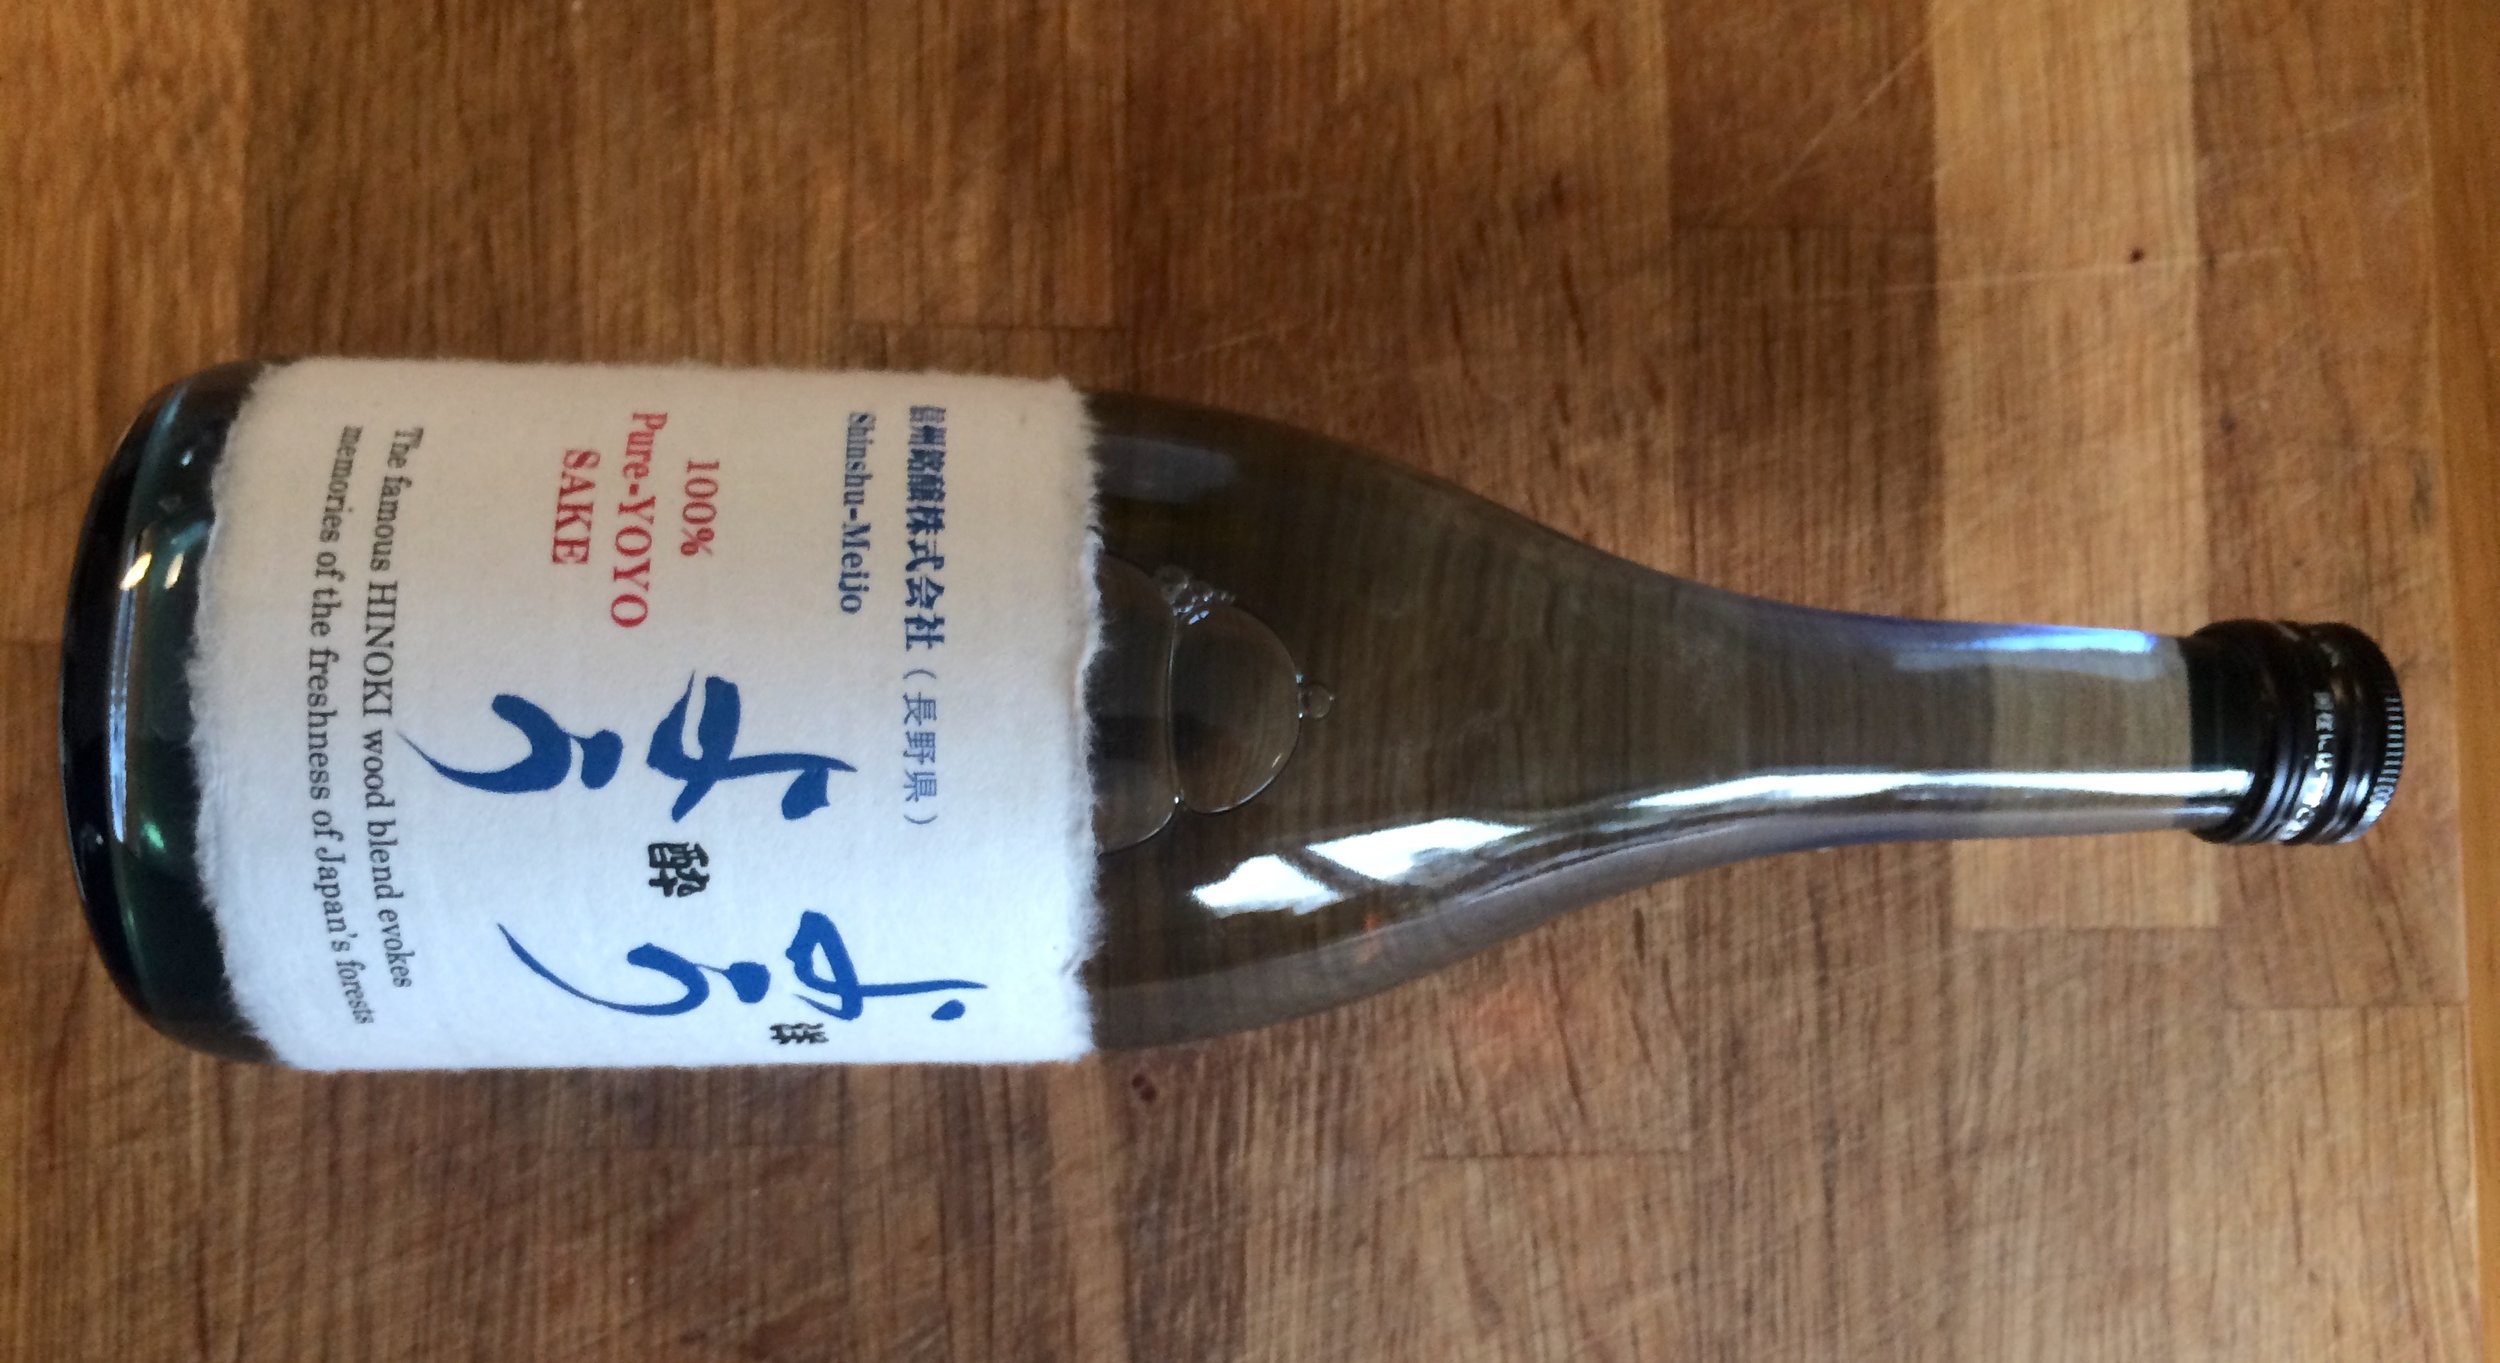 信州銘醸株式会社（長野県）
Shinshu-Meijo
100%
Pure-YOYO
SAKE
よう
酔
よう
The famous HINOKI wood blend evokes
memories of the freshness of Japan's forests